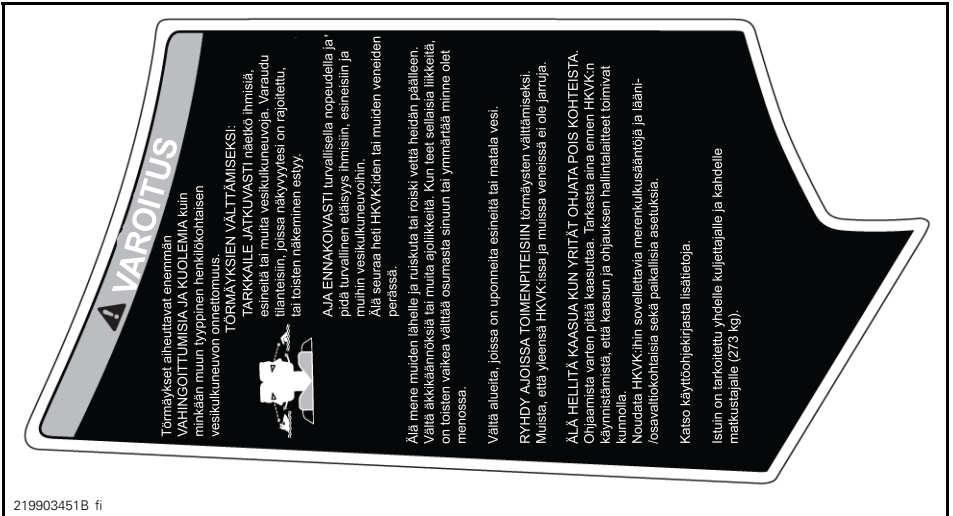 VAROITUS
Törmäykset aiheuttavat enemmän
VAHINGOITTUMISIA JA KUOLEMIA kuin
minkään muun tyyppinen henkilökohtaisen
vesikulkuneuvon onnettomuus.
TÖRMÄYKSIEN VÄLTTÄMISEKSI:
TARKKAILE JATKUVASTI näetkö ihmisiä,
esineitä tai muita vesikulkuneuvoja. Varaudu
tilanteisiin, joissa näkyvyytesi on rajoitettu,
tai toisten näkeminen estyy.
AJA ENNAKOIVASTI turvallisella nopeudella ja
pidä turvallinen etäisyys ihmisiin, esineisiin ja
muihin vesikulkuneuvoihin.
Älä seuraa heti HKVK:iden tai muiden veneiden
perässä.
Älä mene muiden lähelle ja ruiskuta tai roiski vettä heidän päälleen.
Vältä äkkikäännöksiä tai muita ajoliikkeitä. Kun teet sellaisia liikkeitä,
on toisten vaikea välttää osumasta sinuun tai ymmärtää minne olet
menossa.
Vältä alueita, joissa on uponneita esineitä tai matala vesi.
RYHDY AJOISSA TOIMENPITEISIIN törmäysten välttämiseksi.
Muista, että yleensä HKVK:issa ja muissa veneissä ei ole jarruja.
ÄLÄ HELLITÄ KAASUA KUN YRITÄT OHJATA POIS KOHTEISTA.
Ohjaamista varten pitää kaasuttaa. Tarkasta aina ennen HKVK:n
käynnistämistä, että kaasun ja ohjauksen hallintalaitteet toimivat
kunnolla.
Noudata HKVK:ihin sovellettavia merenkulkusääntöjä ja lääni-
/osavaltiokohtaisia sekä paikallisia asetuksia.
Katso käyttöohjekirjasta lisätietoja.
Istuin on tarkoitettu yhdelle kuljettajalle ja kahdelle
matkustajalle (273 kg).
219903451B fi